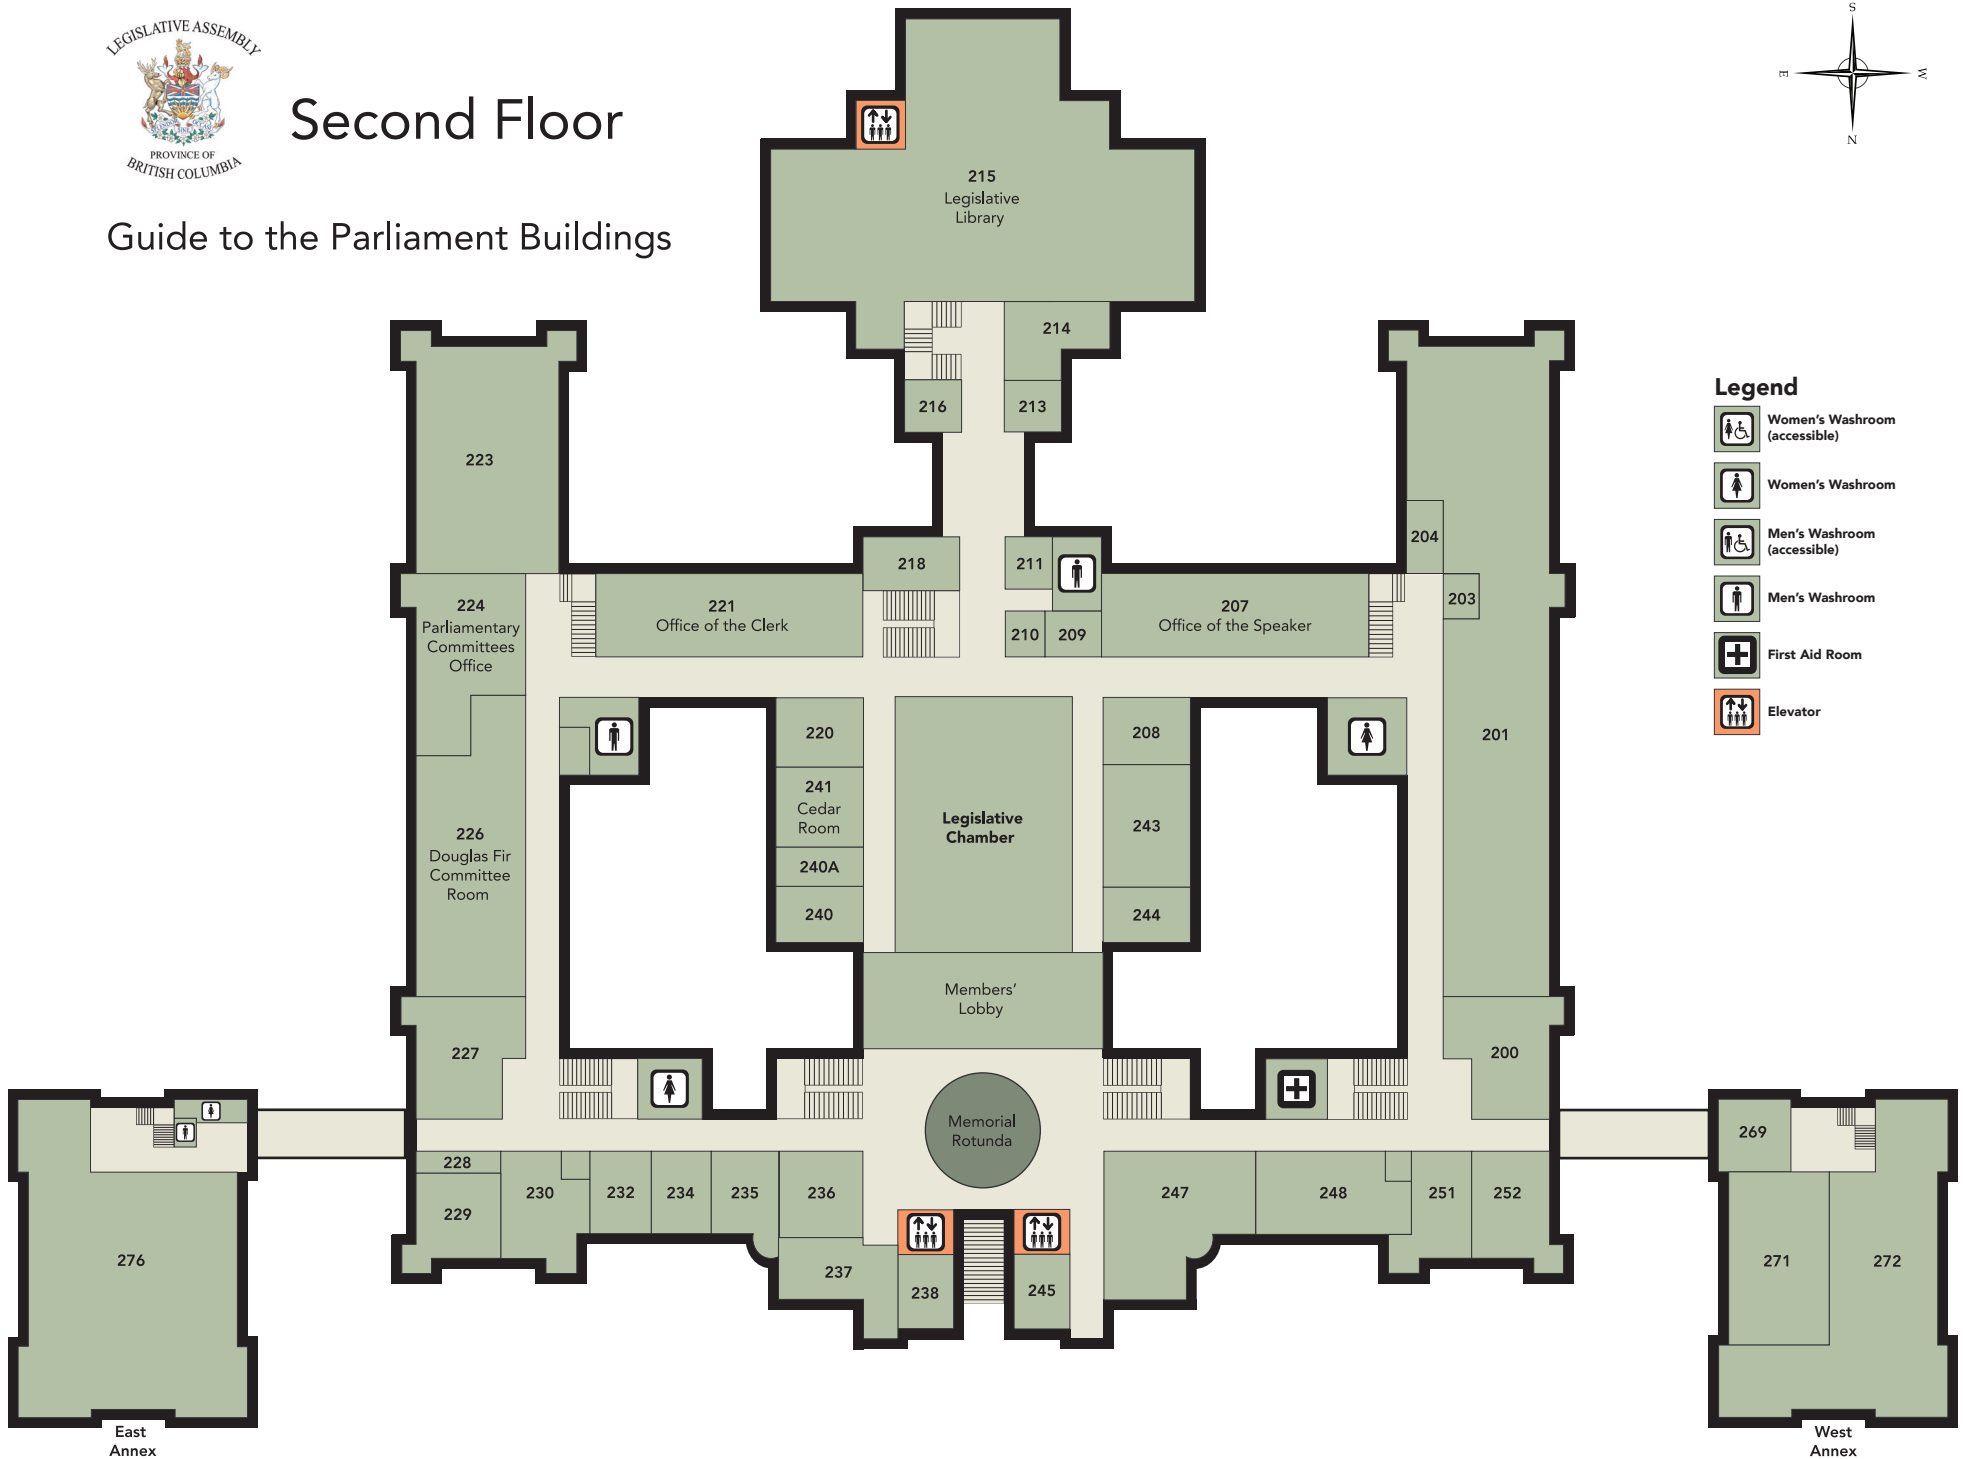 LEGISLATIVE ASSEMBLY
PROVINCE OF
BRITISH COLUMBIA
Second Floor
Guide to the Parliament Buildings
S
E
W
N
215
Legislative
Library
214
216
213
223
204
218
211
203
224
Parliamentary
Committees
Office
221
Office of the Clerk
210
209
207
Office of the Speaker
220
208
201
241
Cedar
Room
Legislative
Chamber
243
226
Douglas Fir
Committee
Room
240A
240
244
Members'
Lobby
227
200
Memorial
Rotunda
269
228
229
230
232
234
235
236
247
248
251
252
276
237
238
245
271
272
East
Annex
West
Annex
Legend
Women's Washroom
(accessible)
Women's Washroom
Men's Washroom
(accessible)
Men's Washroom
First Aid Room
Elevator